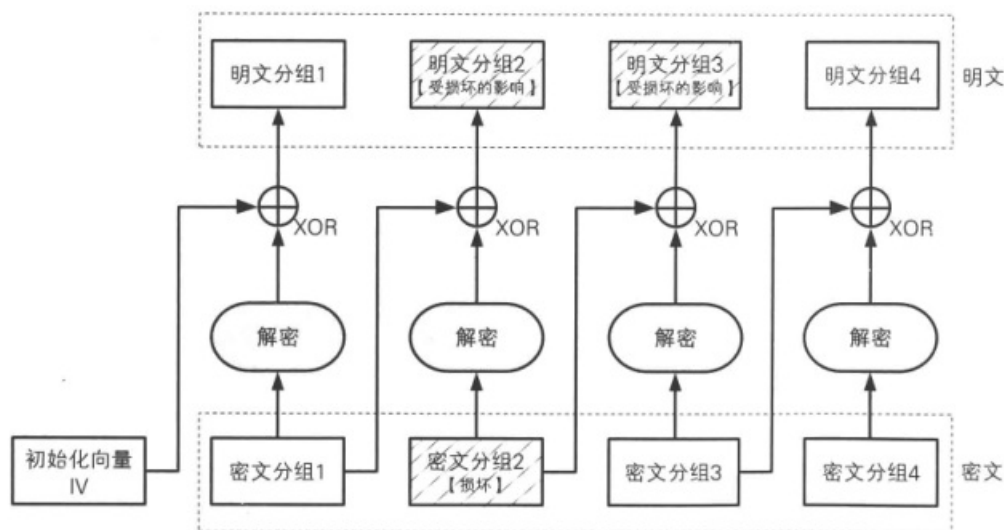 明文分组1
明文分组2
【受损坏的影响】
明文分组3
【受损坏的影响】
明文分组4
明文
XOR
XOR
XOR
XOR
解密
解密
解密
解密
初始化向量
IV
密文分组1
密文分组2
【损坏】
密文分组3
密文分组4
密文